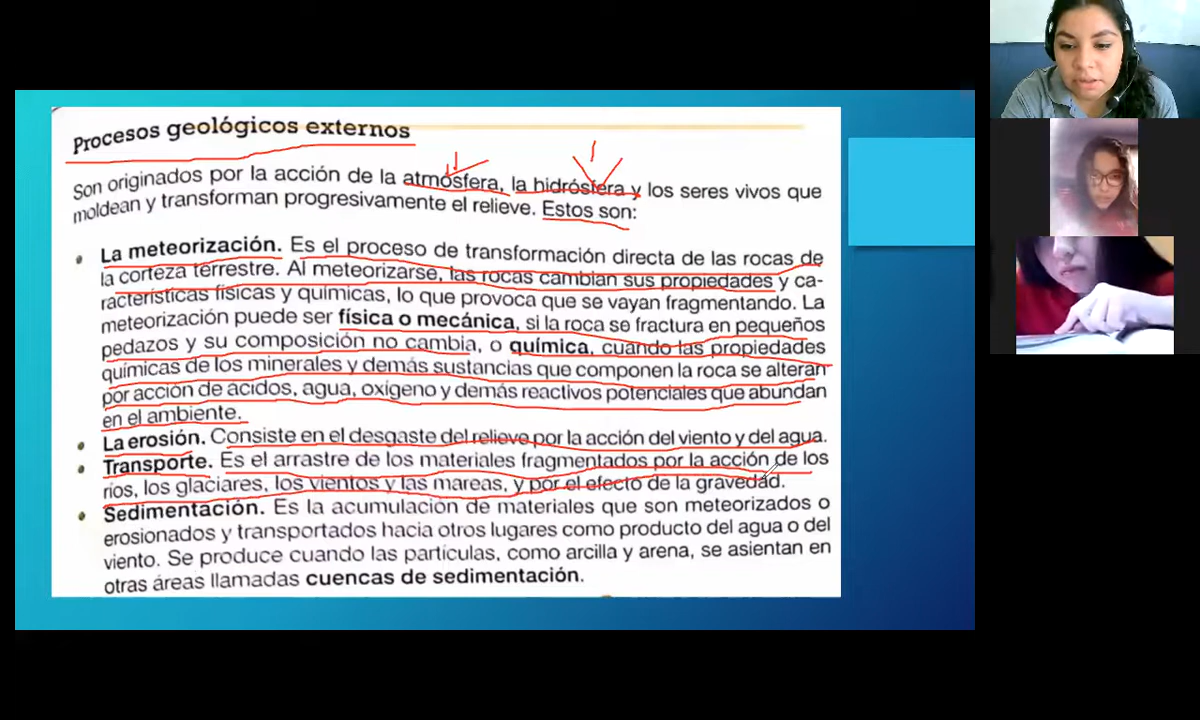 Procesos geológicos externos
Son originados por la acción de la atmósfera, la hidrósfera y los seres vivos que
moldean y transforman progresivamente el relieve. Estos son:
• La meteorización. Es el proceso de transformación directa de las rocas de
la corteza terrestre. Al meteorizarse, las rocas cambian sus propiedades y ca-
racterísticas físicas y químicas, lo que provoca que se vayan fragmentando. La
meteorización puede ser física o mecánica, si la roca se fractura en pequeños
pedazos y su composición no cambia, o química, cuando las propiedades
químicas de los minerales y demás sustancias que componen la roca se alteran
por acción de ácidos, agua, oxígeno y demás reactivos potenciales que abundan
en el ambiente.
• La erosión. Consiste en el desgaste del relieve por la acción del viento y del agua.
• Transporte. Es el arrastre de los materiales fragmentados por la acción de los
ríos, los glaciares, los vientos y las mareas, y por el efecto de la gravedad.
• Sedimentación. Es la acumulación de materiales que son meteorizados o
erosionados y transportados hacia otros lugares como producto del agua o del
viento. Se produce cuando las partículas, como arcilla y arena, se asientan en
otras áreas llamadas cuencas de sedimentación.